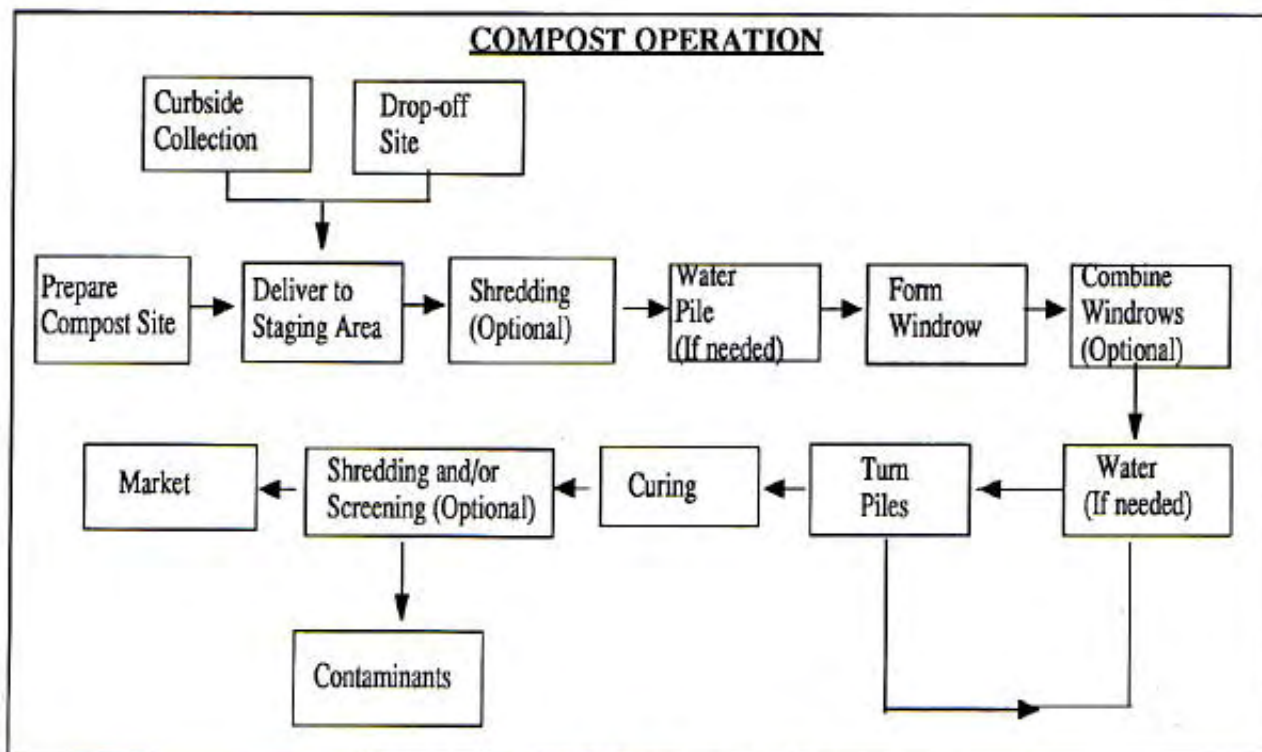 COMPOST OPERATION
Curbside
Collection
Drop-off
Site
Prepare
Compost Site
Deliver to
Staging Area
Shredding
(Optional)
Water
Pile
(If needed)
Form
Windrow
Combine
Windrows
(Optional)
Water
(If needed)
Turn
Piles
Curing
Shredding and/or
Screening (Optional)
Market
Contaminants